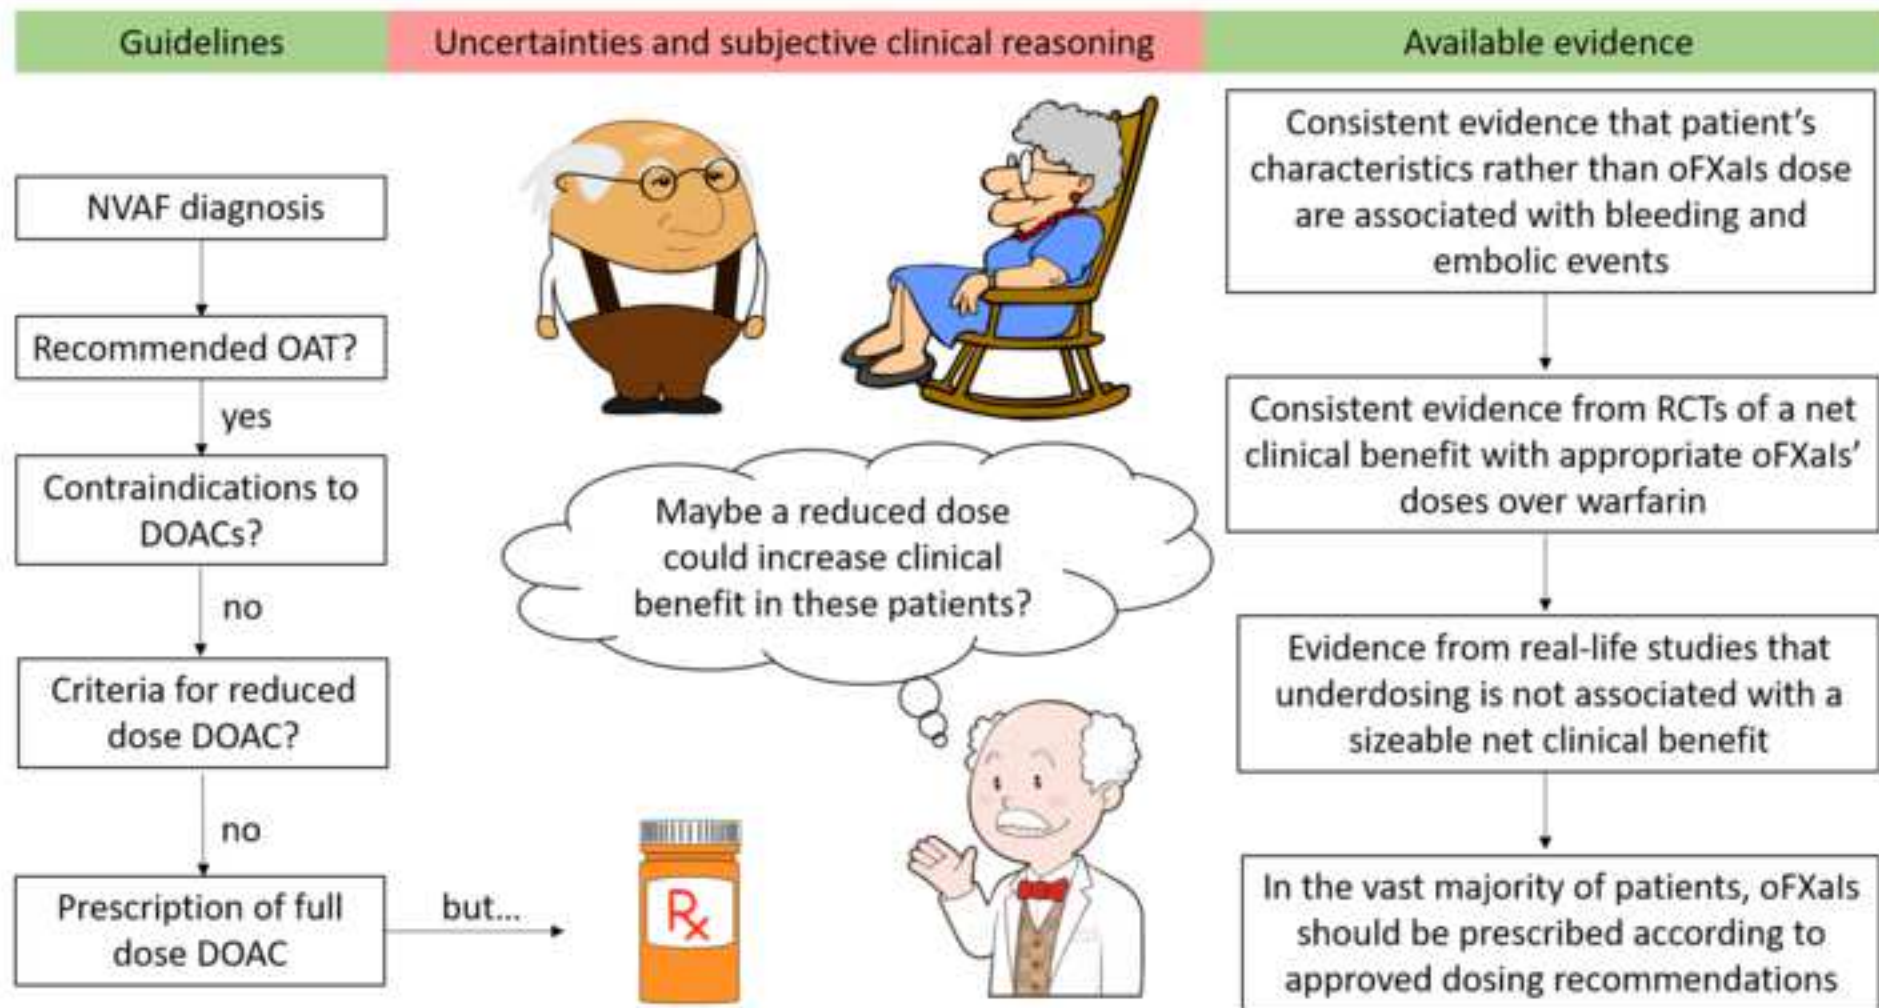 Guidelines
Uncertainties and subjective clinical reasoning
Available evidence
NVAF diagnosis
Recommended OAT?
yes
Contraindications to
DOACs?
no
Criteria for reduced
dose DOAC?
no
Prescription of full
dose DOAC
but...
Maybe a reduced dose
could increase clinical
benefit in these patients?
Rx
Consistent evidence that patient’s
characteristics rather than oFXaIs dose
are associated with bleeding and
embolic events
Consistent evidence from RCTs of a net
clinical benefit with appropriate oFXaIs’
doses over warfarin
Evidence from real-life studies that
underdosing is not associated with a
sizeable net clinical benefit
In the vast majority of patients, oFXaIs
should be prescribed according to
approved dosing recommendations